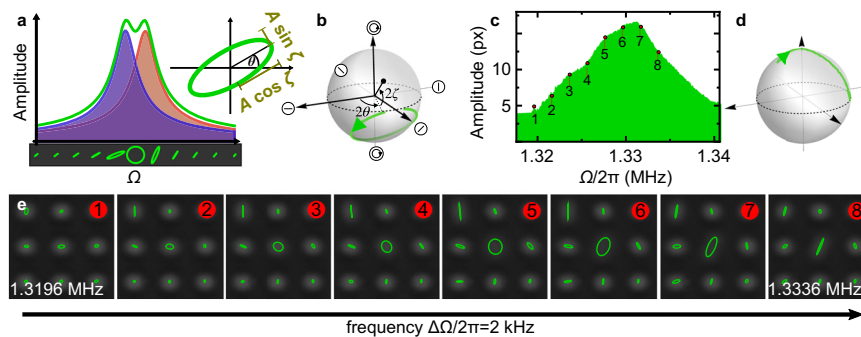 a
Amplitude
Ω
A sin ζ
θ
A cos ζ
b
2ζ
2θ
c
Amplitude (px)
10
5
1
2
3
4
5
6
7
8
1.32
1.33
1.34
Ω/2π (MHz)
d
e
1
2
3
4
5
6
7
8
1.3196 MHz
1.3336 MHz
frequency ΔΩ/2π=2 kHz